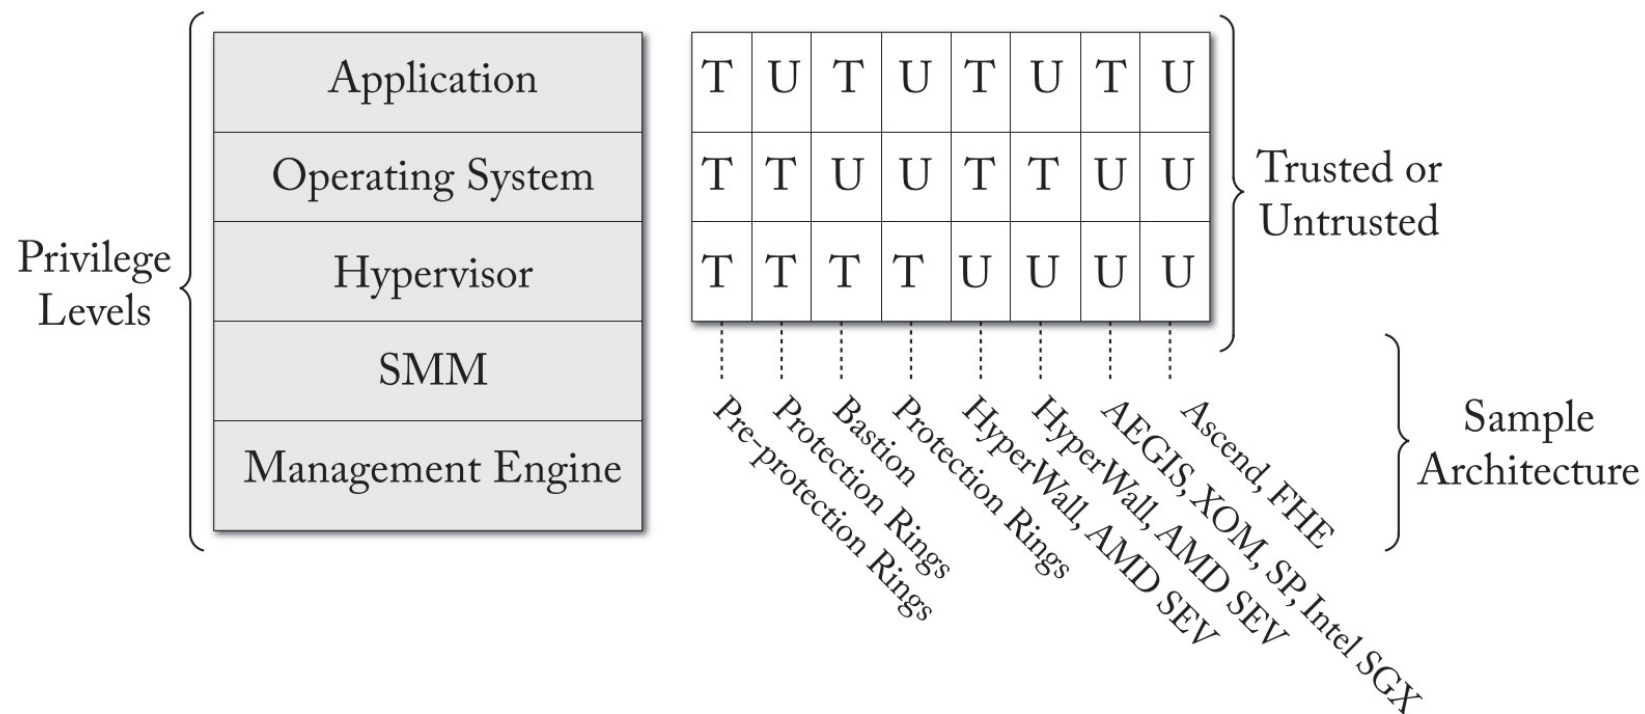 Privilege
Levels
Application
Operating System
Hypervisor
SMM
Management Engine
T U T U T U T U
T T U U T T U U
T T T T U U U U
Trusted or
Untrusted
Pre-protection Rings
Protection Rings
Bastion
Protection Rings
HyperWall, AMD SEV
HyperWall, AMD SEV
AEGIS, XOM, SP, Intel SGX
Ascend, FHE
Sample
Architecture